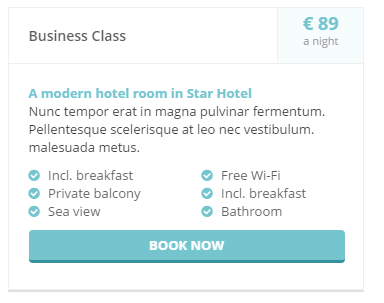 Business Class
€ 89
a night
A modern hotel room in Star Hotel
Nunc tempor erat in magna pulvinar fermentum.
Pellentesque scelerisque at leo nec vestibulum.
malesuada metus.
Incl. breakfast
Free Wi-Fi
Private balcony
Incl. breakfast
Sea view
Bathroom
BOOK NOW